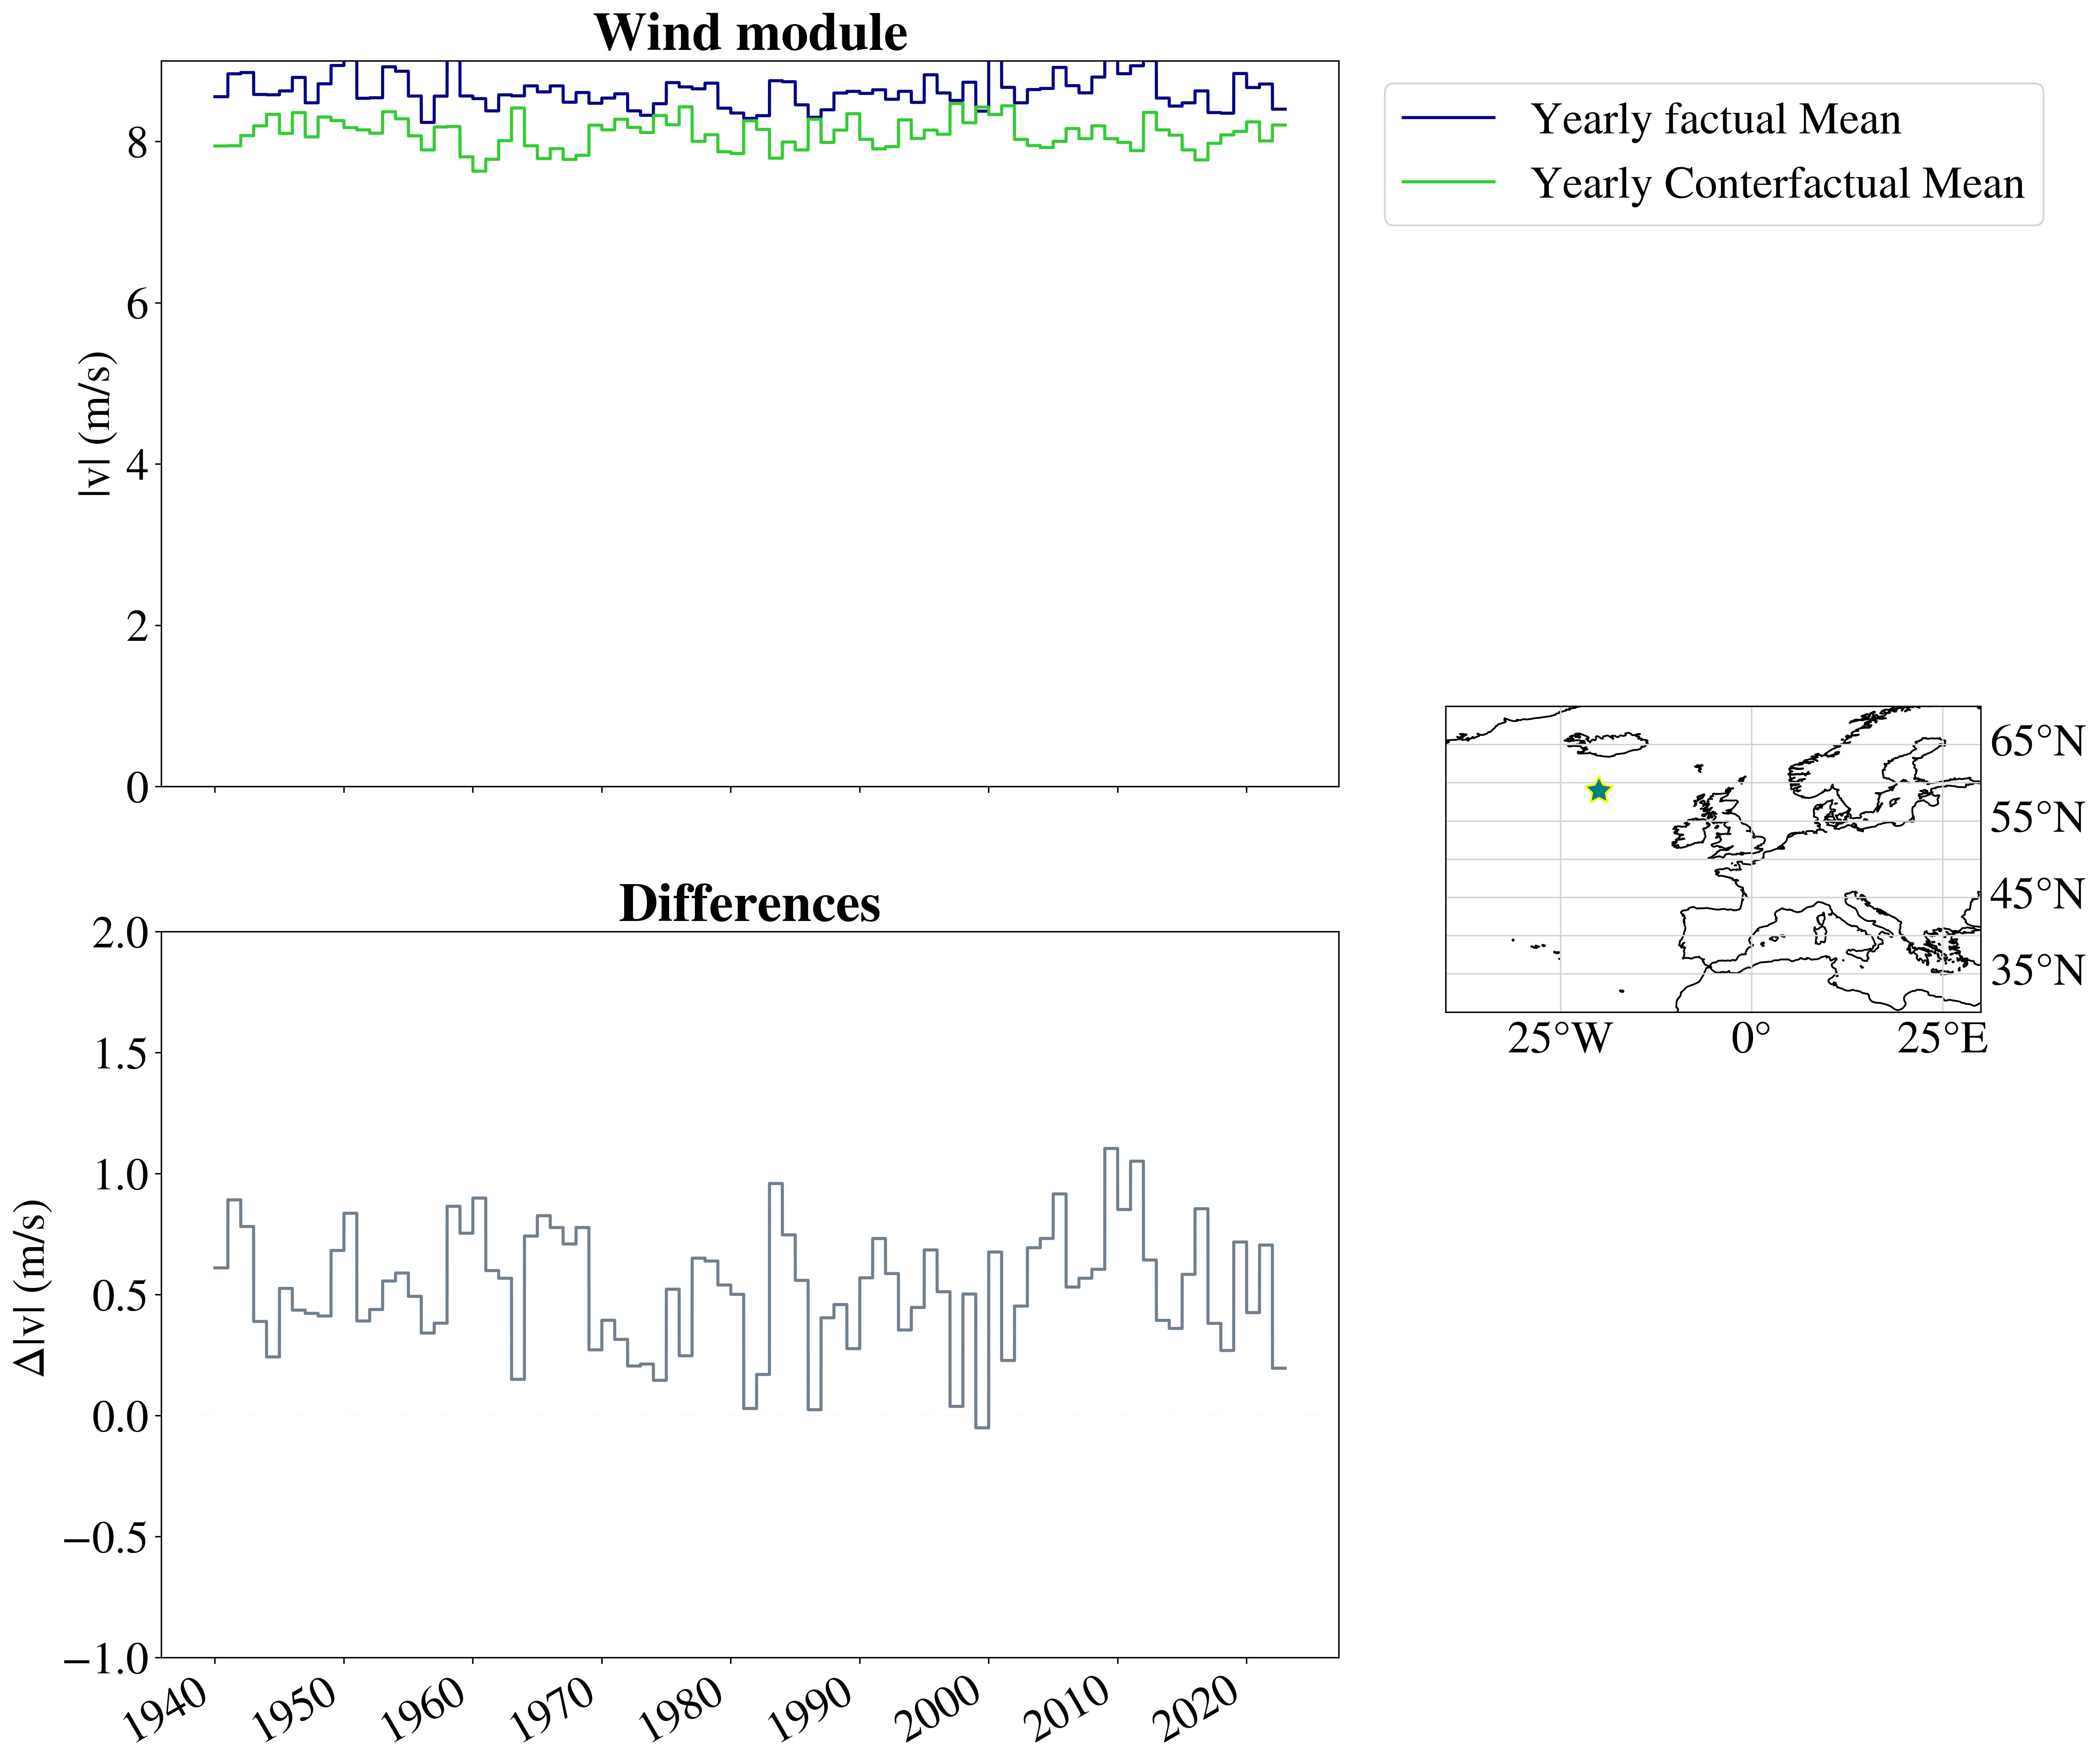 Wind module
8
6
4
2
0
|v| (m/s)
Yearly factual Mean
Yearly Conterfactual Mean
65°N
55°N
45°N
35°N
25°W 0° 25°E
Differences
2.0
1.5
1.0
0.5
0.0
−0.5
−1.0
Δ|v| (m/s)
1940 1950 1960 1970 1980 1990 2000 2010 2020